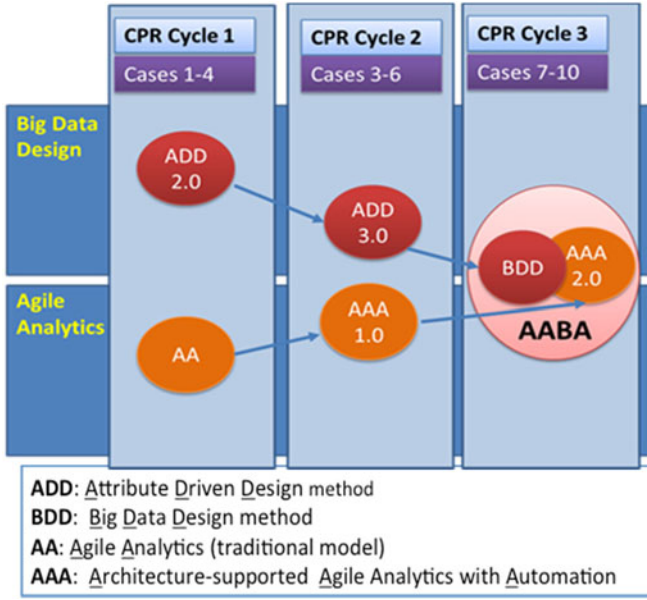 CPR Cycle 1
CPR Cycle 2
CPR Cycle 3
Cases 1-4
Cases 3-6
Cases 7-10
Big Data
Design
ADD
2.0
ADD
3.0
BDD
AAA
2.0
AABA
Agile
Analytics
AA
AAA
1.0
ADD: Attribute Driven Design method
BDD: Big Data Design method
AA: Agile Analytics (traditional model)
AAA: Architecture-supported Agile Analytics with Automation